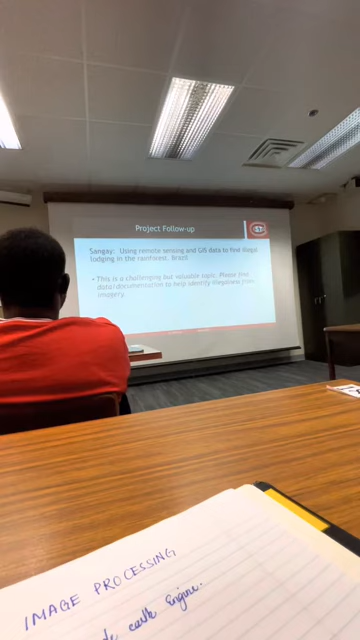 Project Follow-up
Sangay: Using remote sensing and GIS data to find illegal
lodging in the rainforest, Brazil
• This is a challenging but valuable topic. Please find
data/documentation to help identify illegalness from
imagery.
IMAGE PROCESSING
earth Engine.